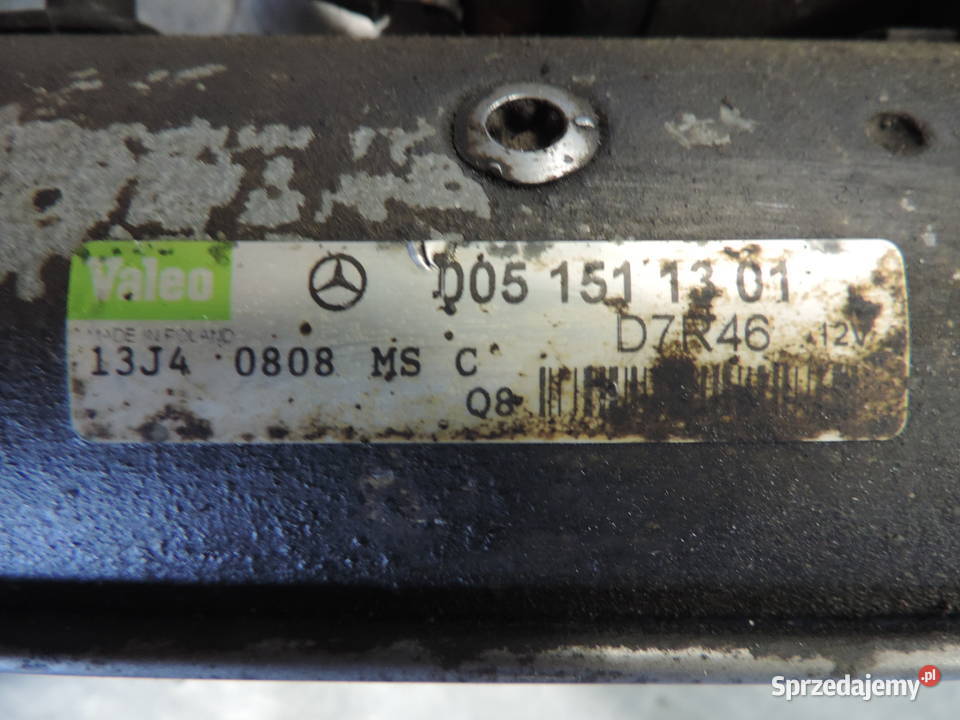 Valeo 005 151 13 01
MADE IN POLAND D7R46 12V
13J4 0808 MS C
Q8
Sprzedajemy.pl